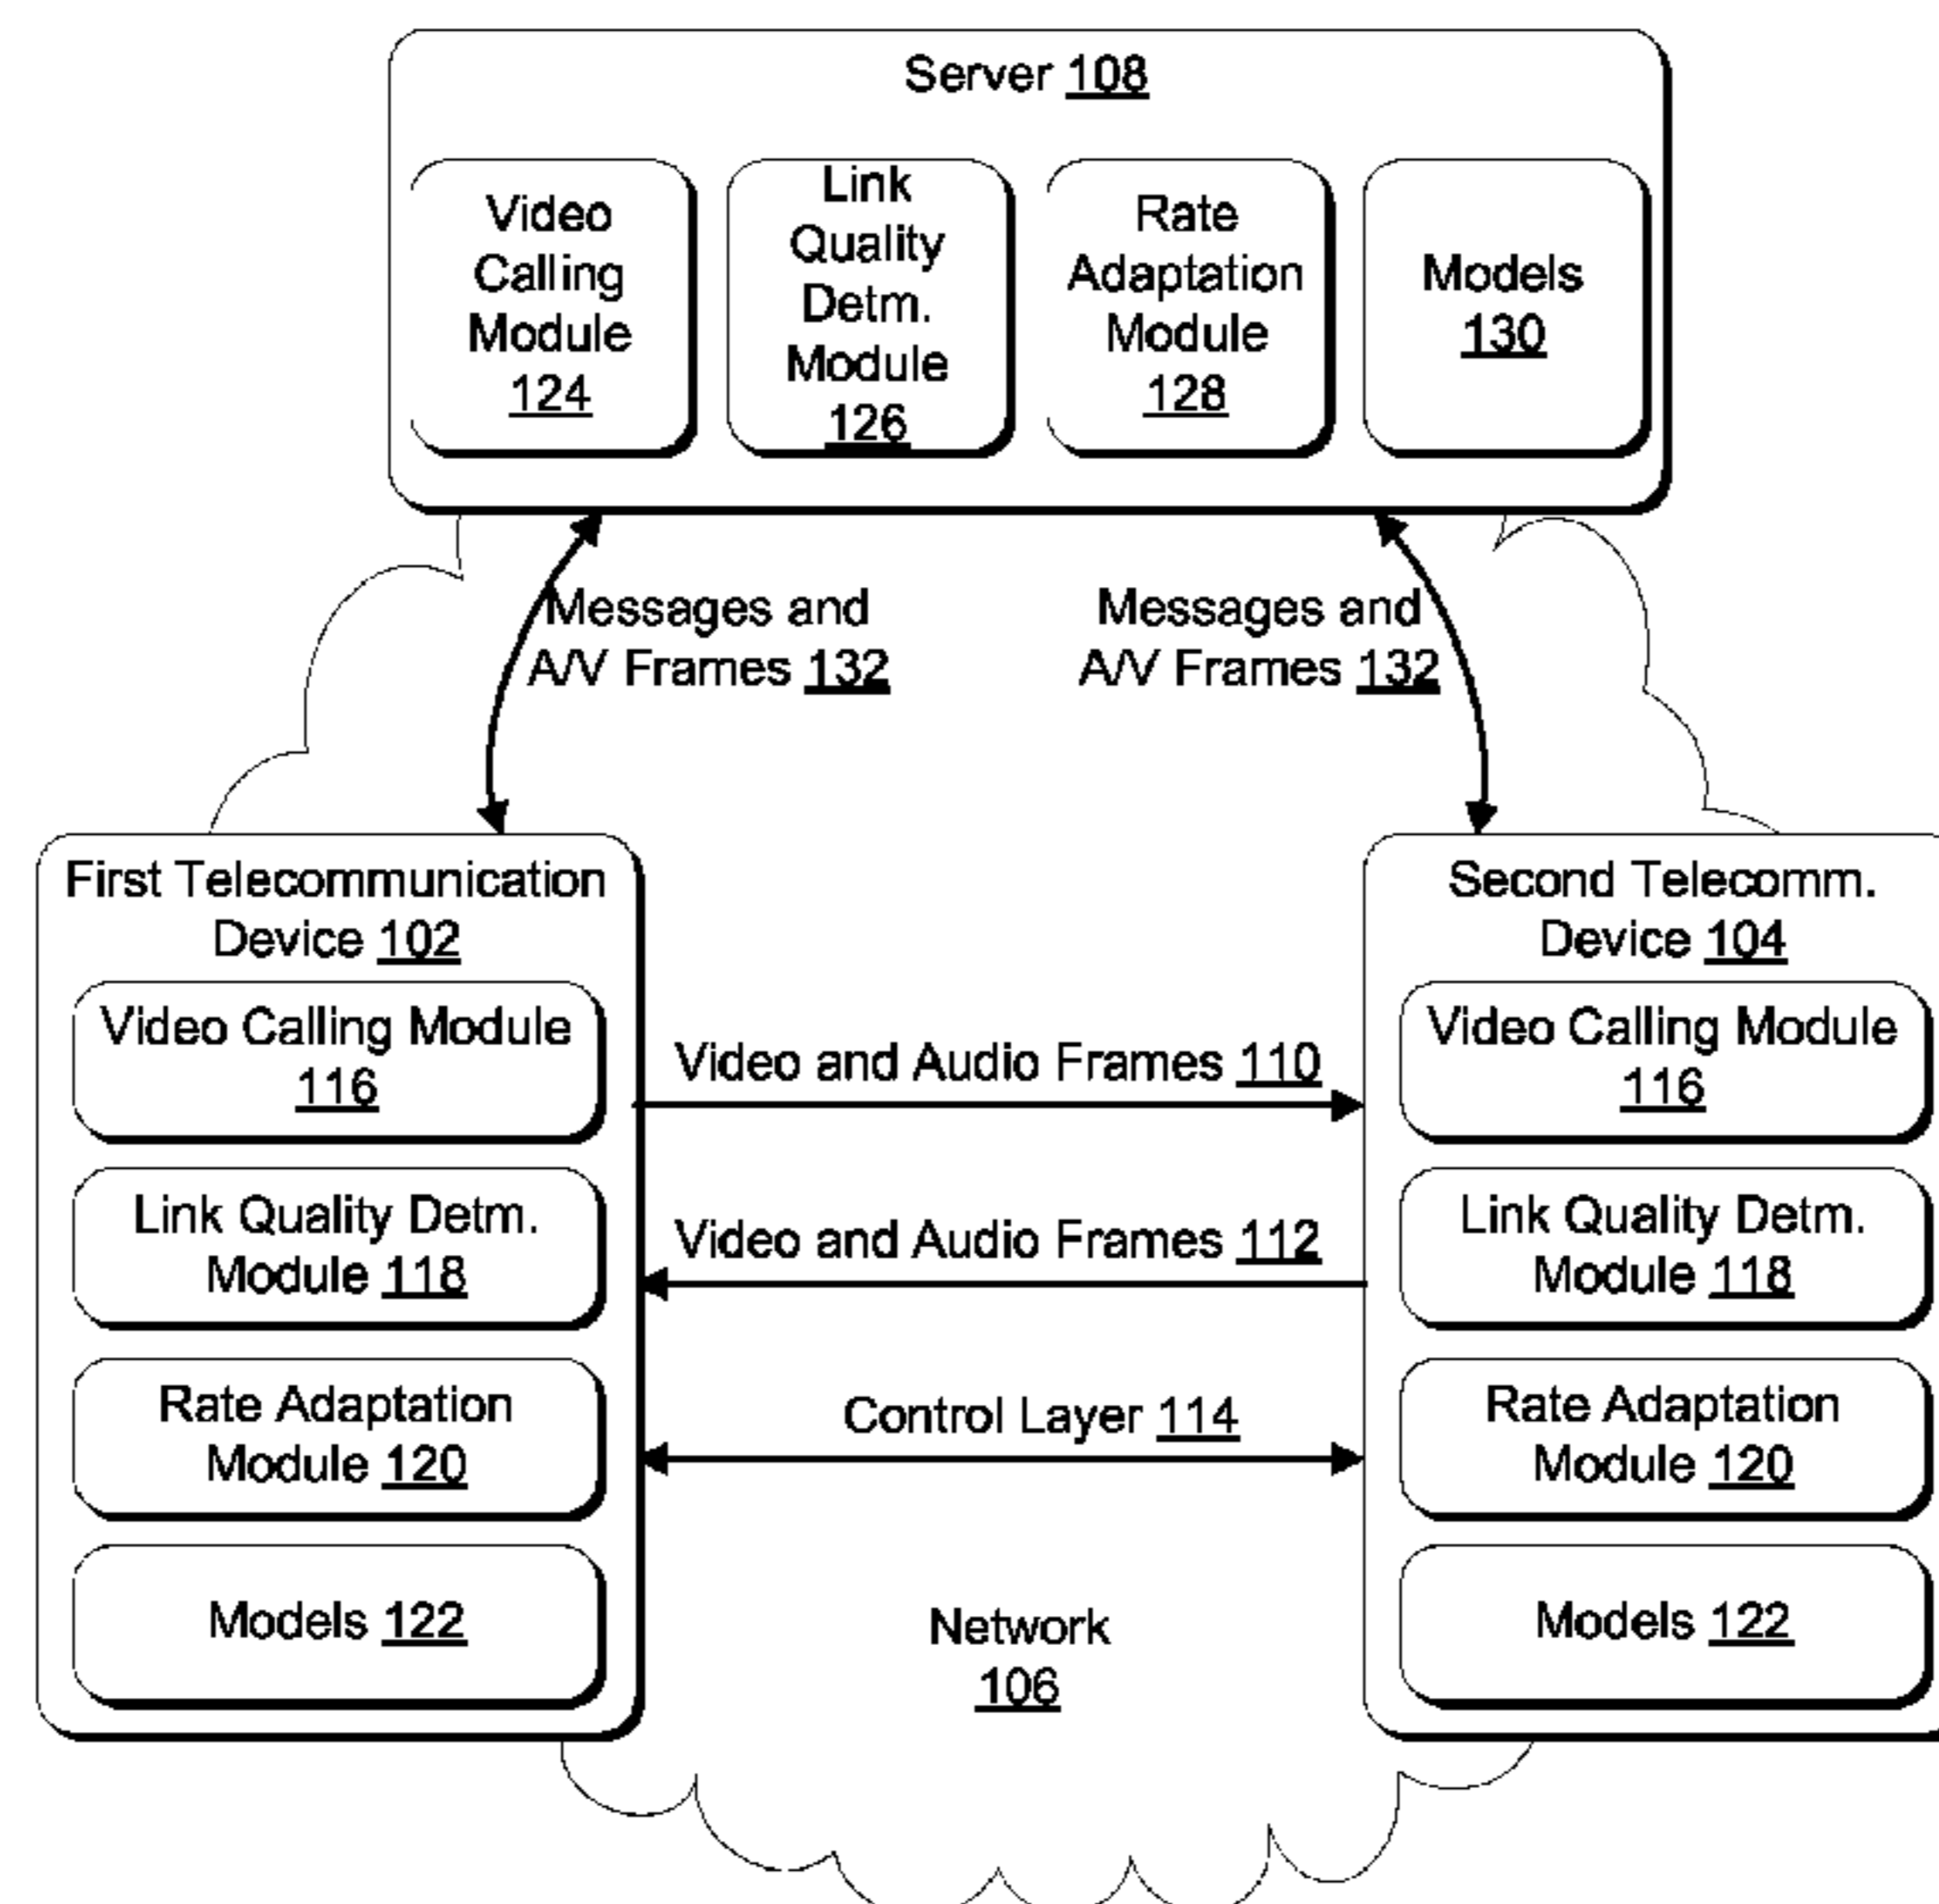 Server 108
Video
Calling
Module
124
Link
Quality
Detm.
Module
126
Rate
Adaptation
Module
128
Models
130
Messages and
A/V Frames 132
Messages and
A/V Frames 132
First Telecommunication
Device 102
Video Calling Module
116
Link Quality Detm.
Module 118
Rate Adaptation
Module 120
Models 122
Video and Audio Frames 110
Video and Audio Frames 112
Control Layer 114
Network
106
Second Telecomm.
Device 104
Video Calling Module
116
Link Quality Detm.
Module 118
Rate Adaptation
Module 120
Models 122